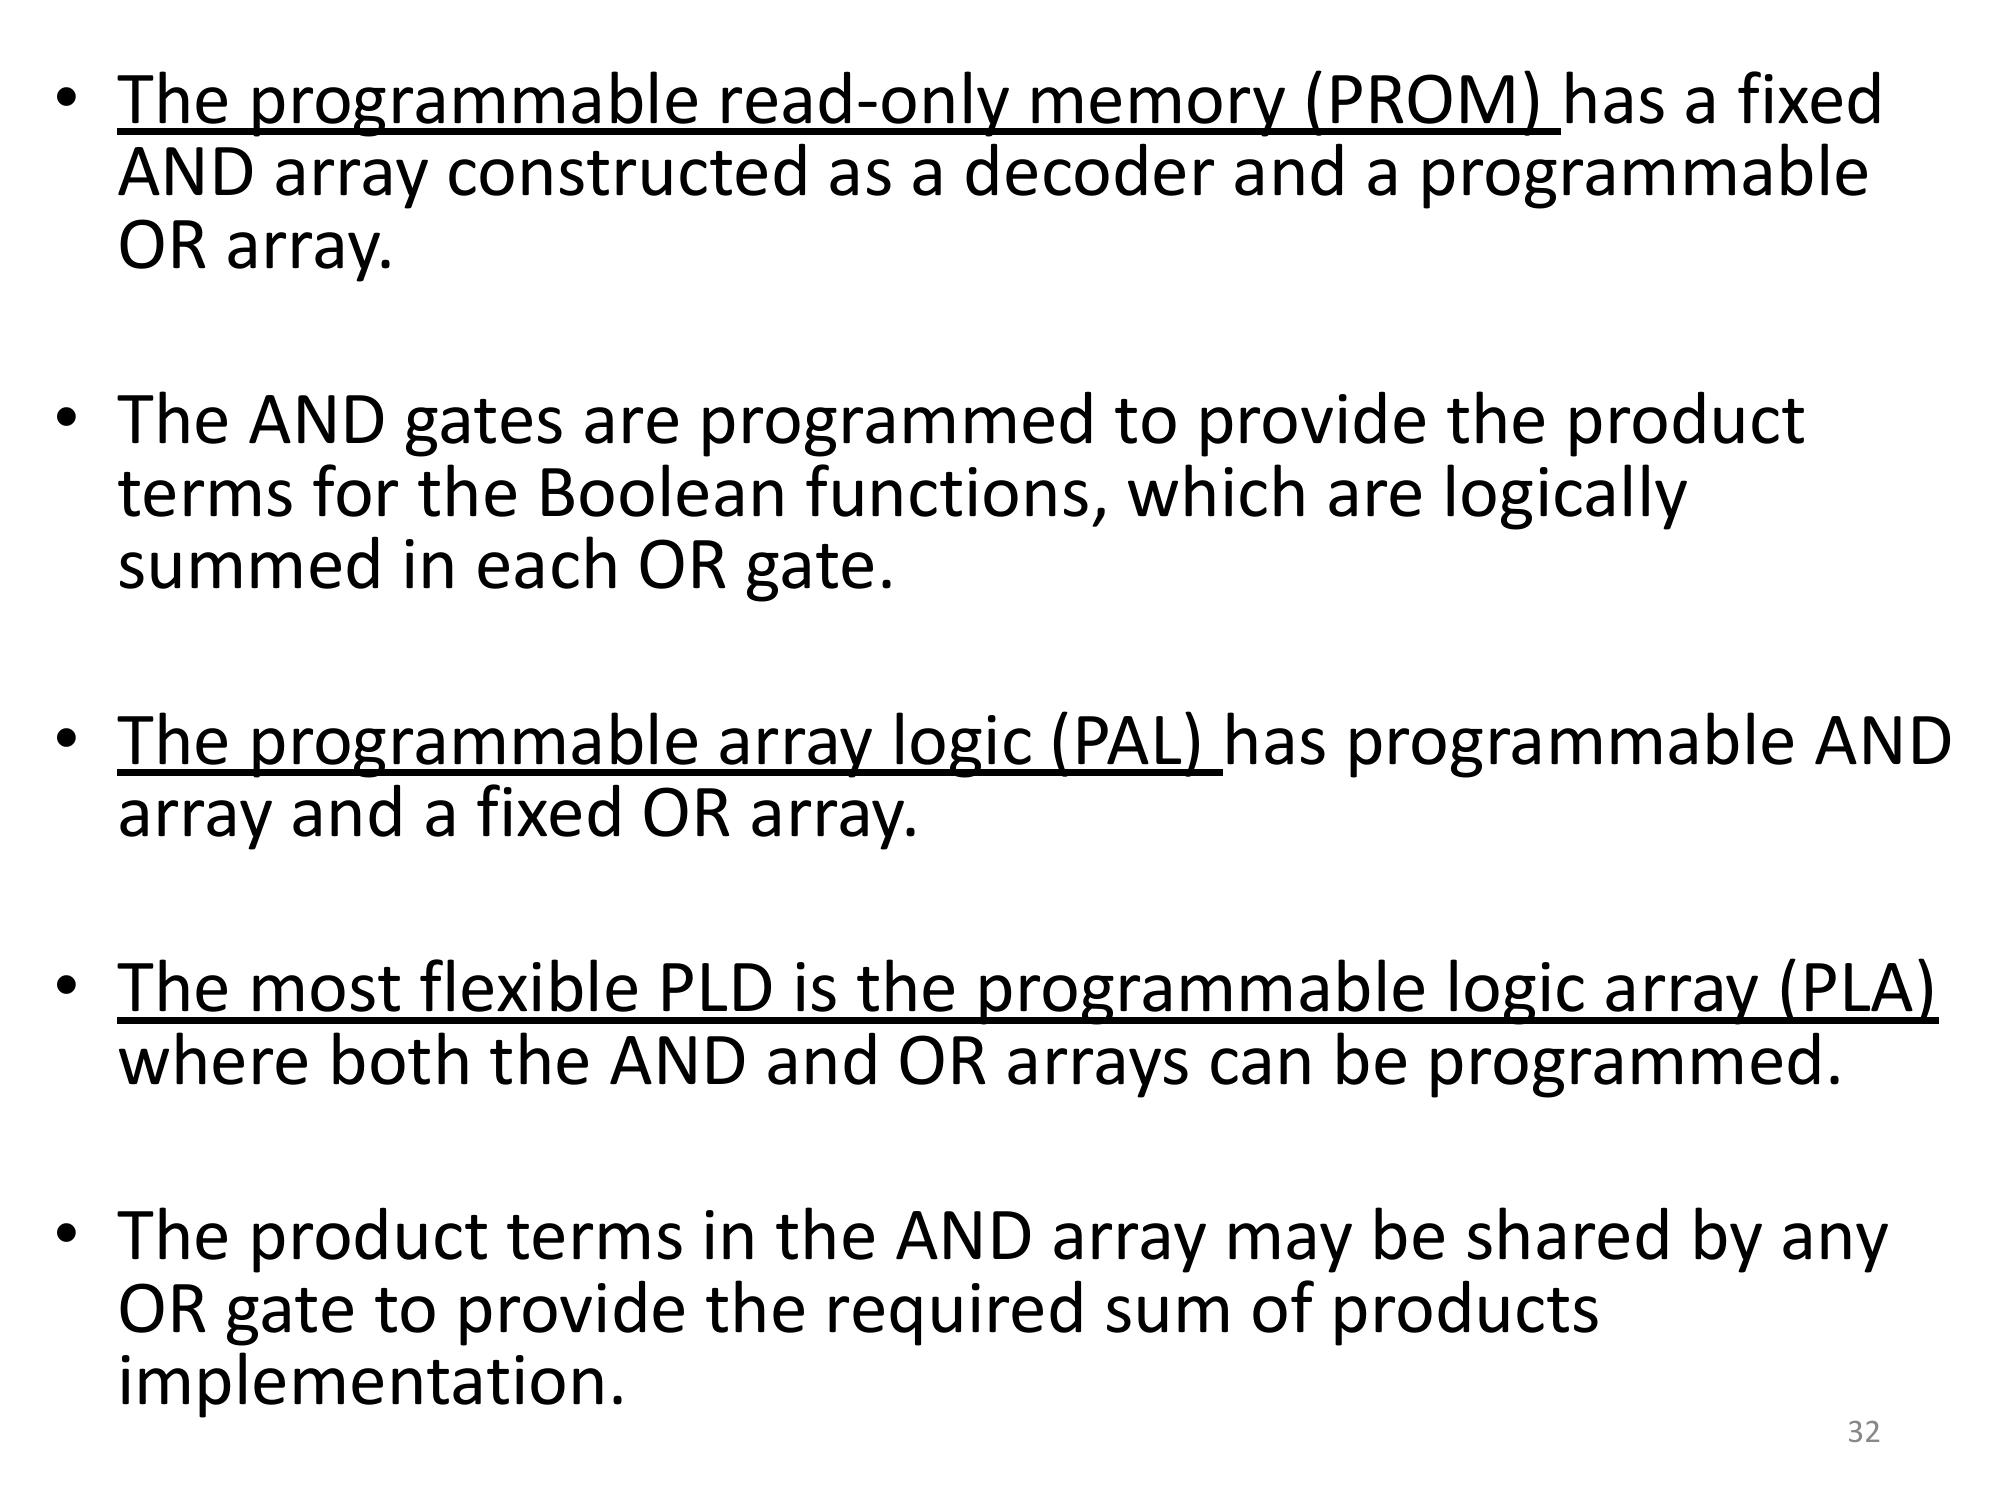 • The programmable read-only memory (PROM) has a fixed
AND array constructed as a decoder and a programmable
OR array.
• The AND gates are programmed to provide the product
terms for the Boolean functions, which are logically
summed in each OR gate.
• The programmable array logic (PAL) has programmable AND
array and a fixed OR array.
• The most flexible PLD is the programmable logic array (PLA)
where both the AND and OR arrays can be programmed.
• The product terms in the AND array may be shared by any
OR gate to provide the required sum of products
implementation.
32